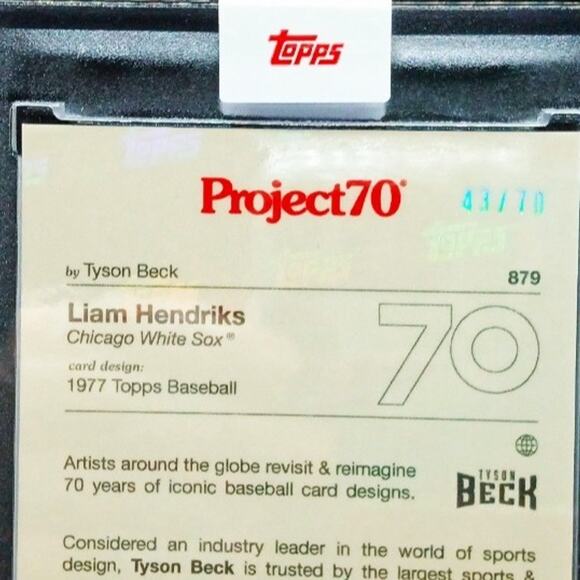 Topps
Project70®
43/70
by Tyson Beck
879
Liam Hendriks
Chicago White Sox®
70
card design:
1977 Topps Baseball
Artists around the globe revisit & reimagine
70 years of iconic baseball card designs.
TYSON
BECK
Considered an industry leader in the world of sports
design, Tyson Beck is trusted by the largest sports &